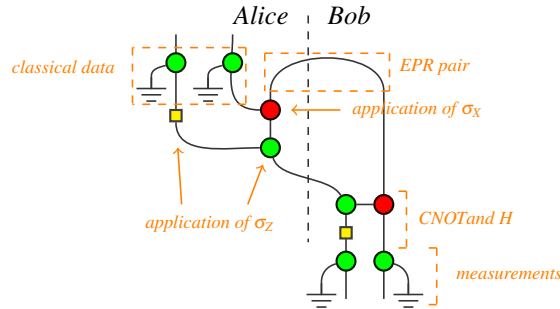 Alice Bob
classical data
EPR pair
application of σX
application of σZ
CNOTand H
measurements